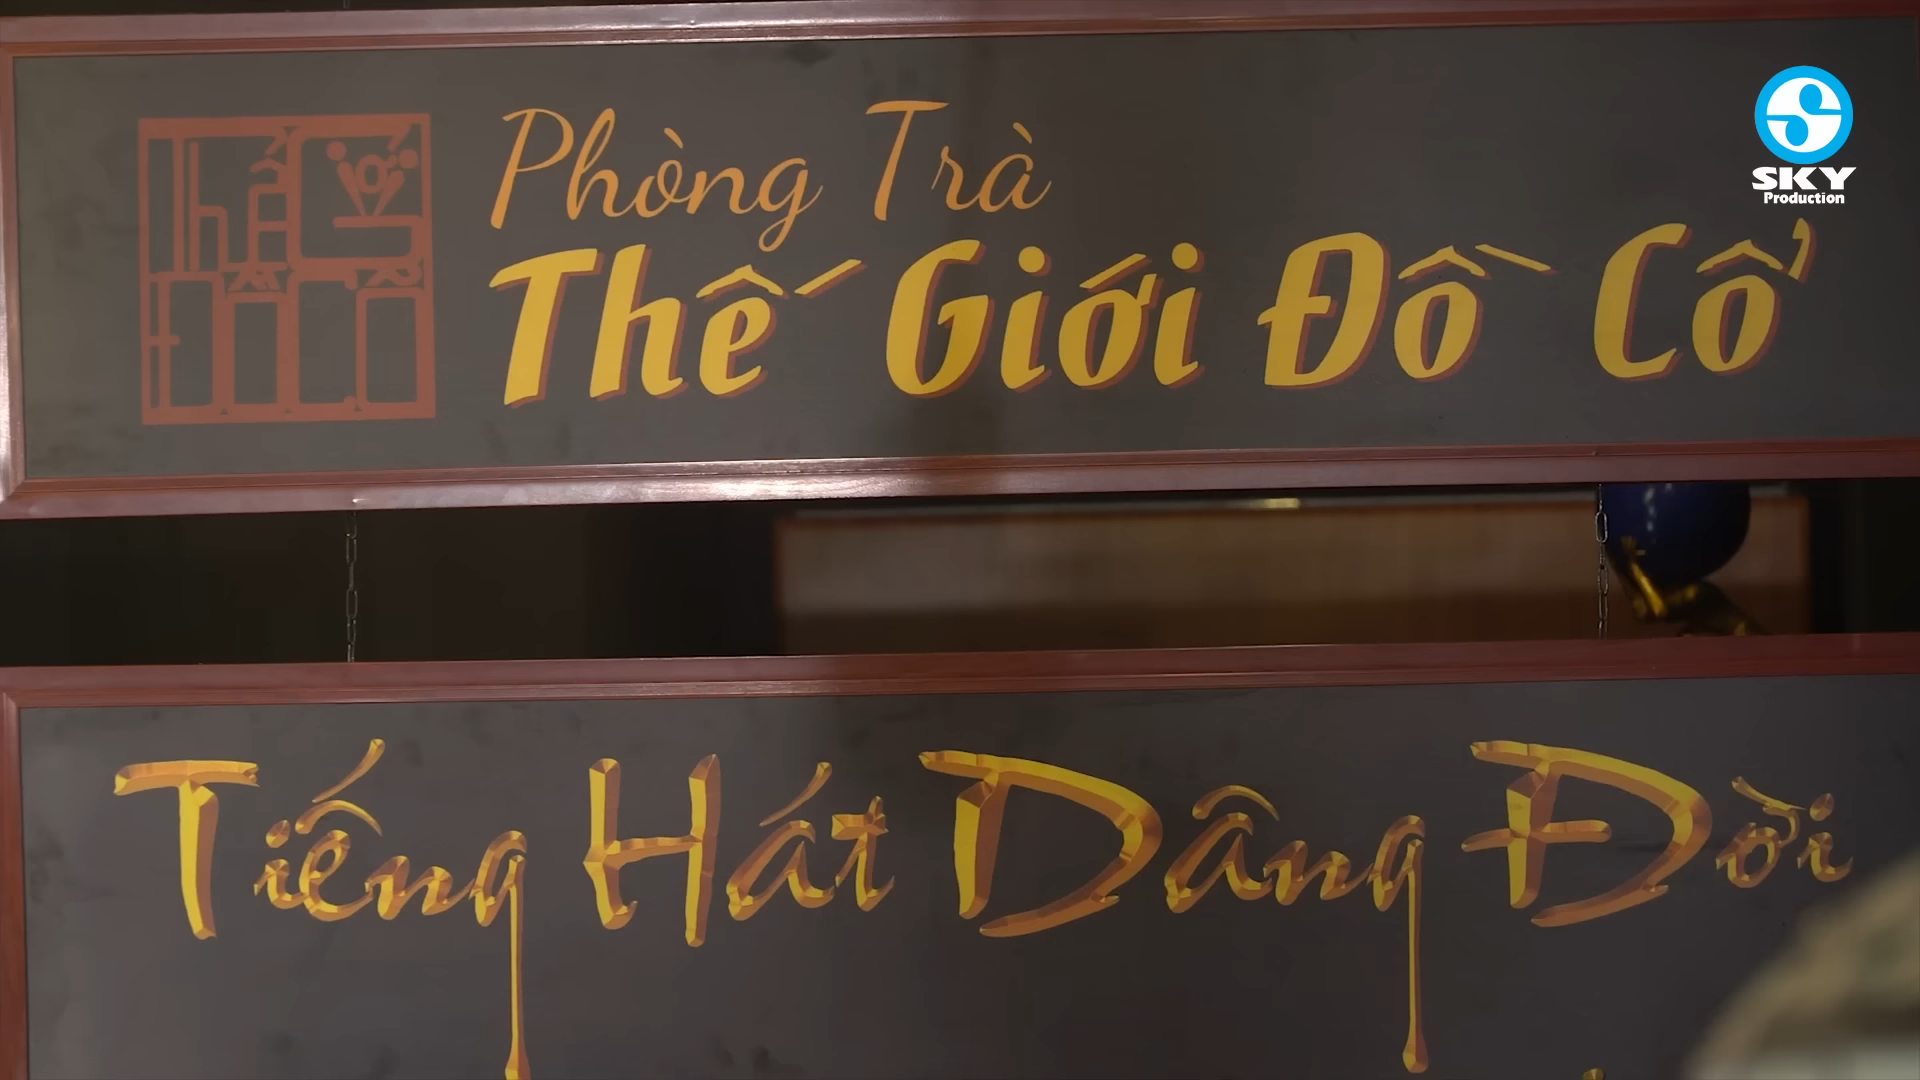 Phòng Trà
Thế Giới Đồ Cổ
SKY
Production
Tiếng Hát Dâng Đời